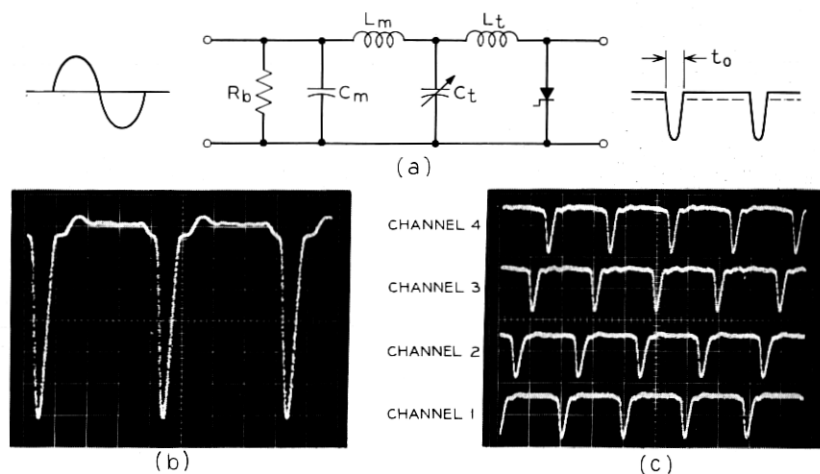 Lm
Lt
to
Rb
Cm
Ct
(a)
CHANNEL 4
CHANNEL 3
CHANNEL 2
CHANNEL 1
(b)
(c)